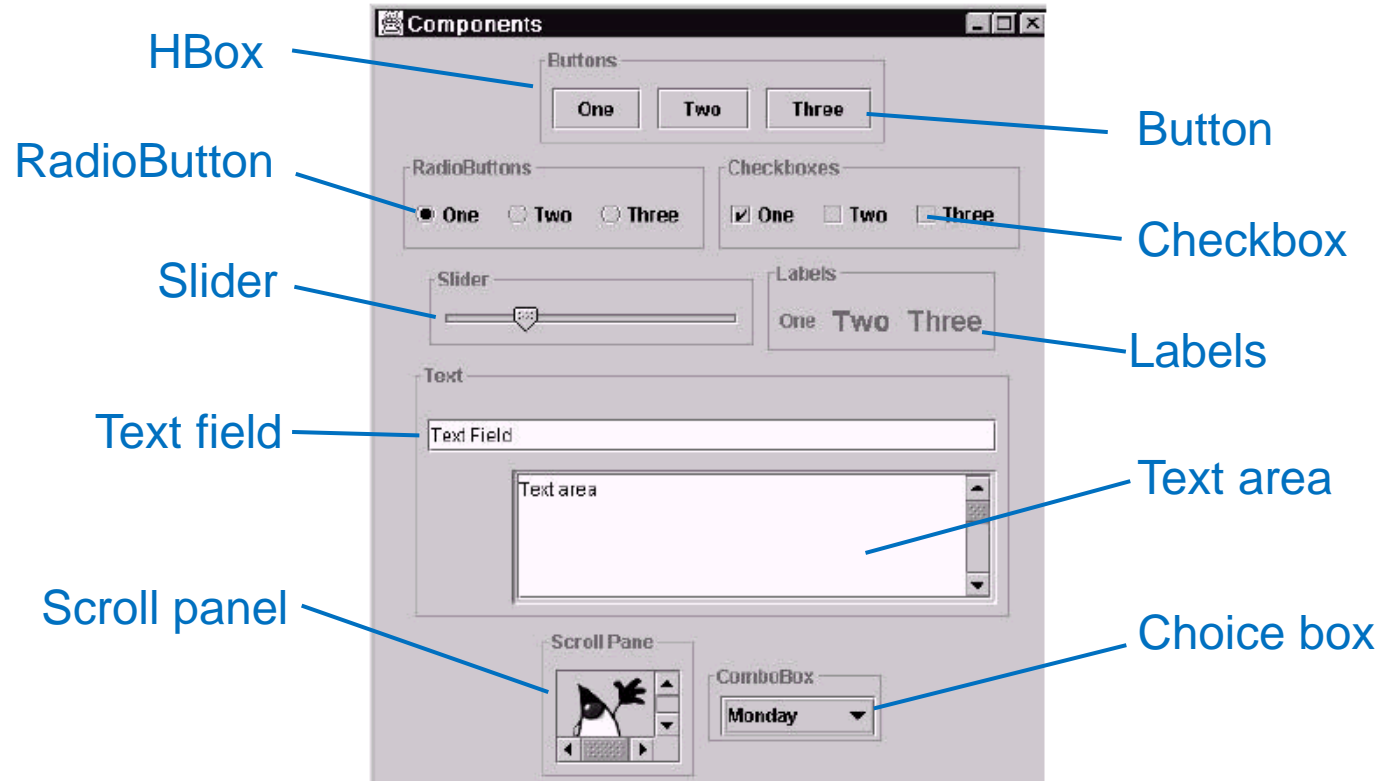 Components
HBox
Buttons
One Two Three
Button
RadioButton
RadioButtons
One Two Three
Checkboxes
One Two Three
Checkbox
Slider
Slider
Labels
One Two Three
Labels
Text
Text field
Text Field
Text area
Text area
Scroll panel
Scroll Pane
ComboBox
Monday
Choice box